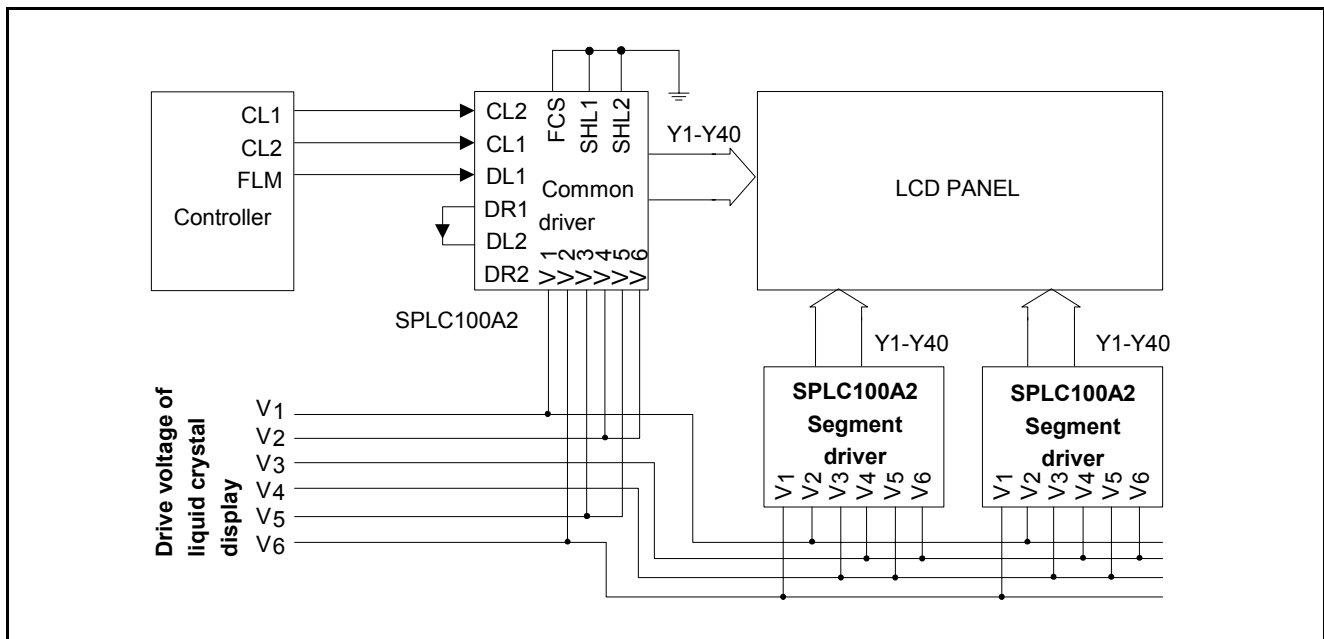 CL1
CL2
FLM
Controller
CL2
CL1
DL1
DR1
DL2
DR2
FCS
SHL1
SHL2
Common
driver
V1
V2
V3
V4
V5
V6
SPLC100A2
Y1-Y40
LCD PANEL
Y1-Y40
Y1-Y40
SPLC100A2
Segment
driver
V1
V2
V3
V4
V5
V6
SPLC100A2
Segment
driver
V1
V2
V3
V4
V5
V6
Drive voltage of
liquid crystal
display
V1
V2
V3
V4
V5
V6